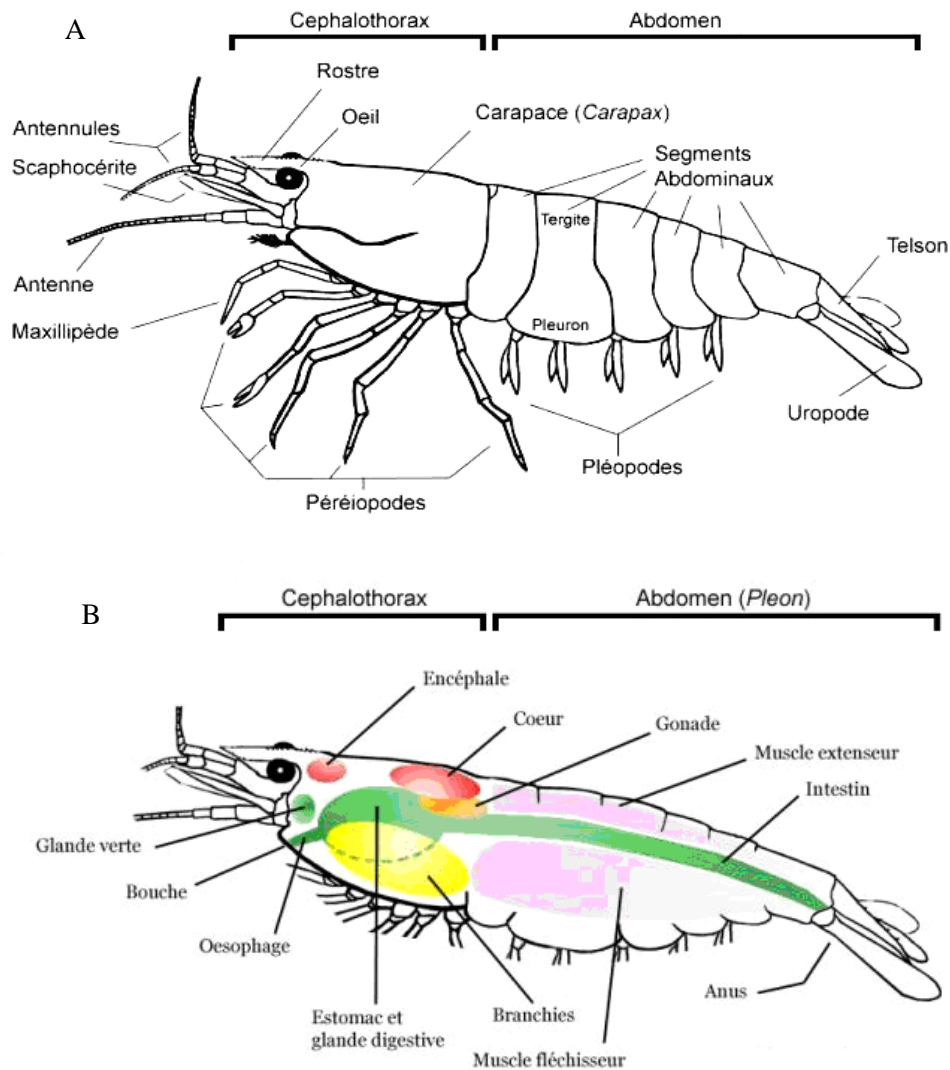 A
Cephalothorax
Abdomen
Rostre
Antennules
Oeil
Carapace (Carapax)
Scaphocérite
Segments
Abdominaux
Tergite
Telson
Antenne
Maxillipède
Pleuron
Uropode
Pléopodes
Péréiopodes
B
Cephalothorax
Abdomen (Pleon)
Encéphale
Coeur
Gonade
Muscle extenseur
Intestin
Glande verte
Bouche
Oesophage
Anus
Estomac et
glande digestive
Branchies
Muscle fléchisseur